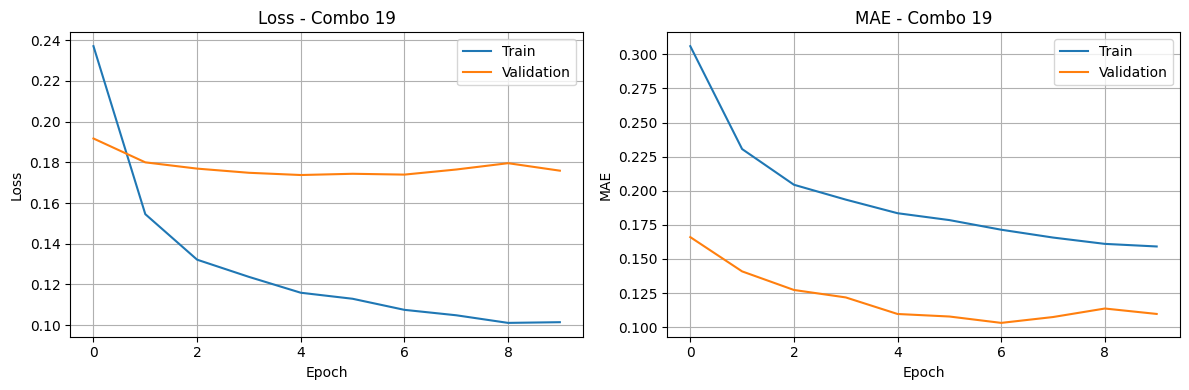 Loss - Combo 19
0.24
0.22
0.20
0.18
0.16
0.14
0.12
0.10
Loss
0 2 4 6 8
Epoch
Train
Validation
MAE - Combo 19
0.300
0.275
0.250
0.225
0.200
0.175
0.150
0.125
0.100
MAE
0 2 4 6 8
Epoch
Train
Validation